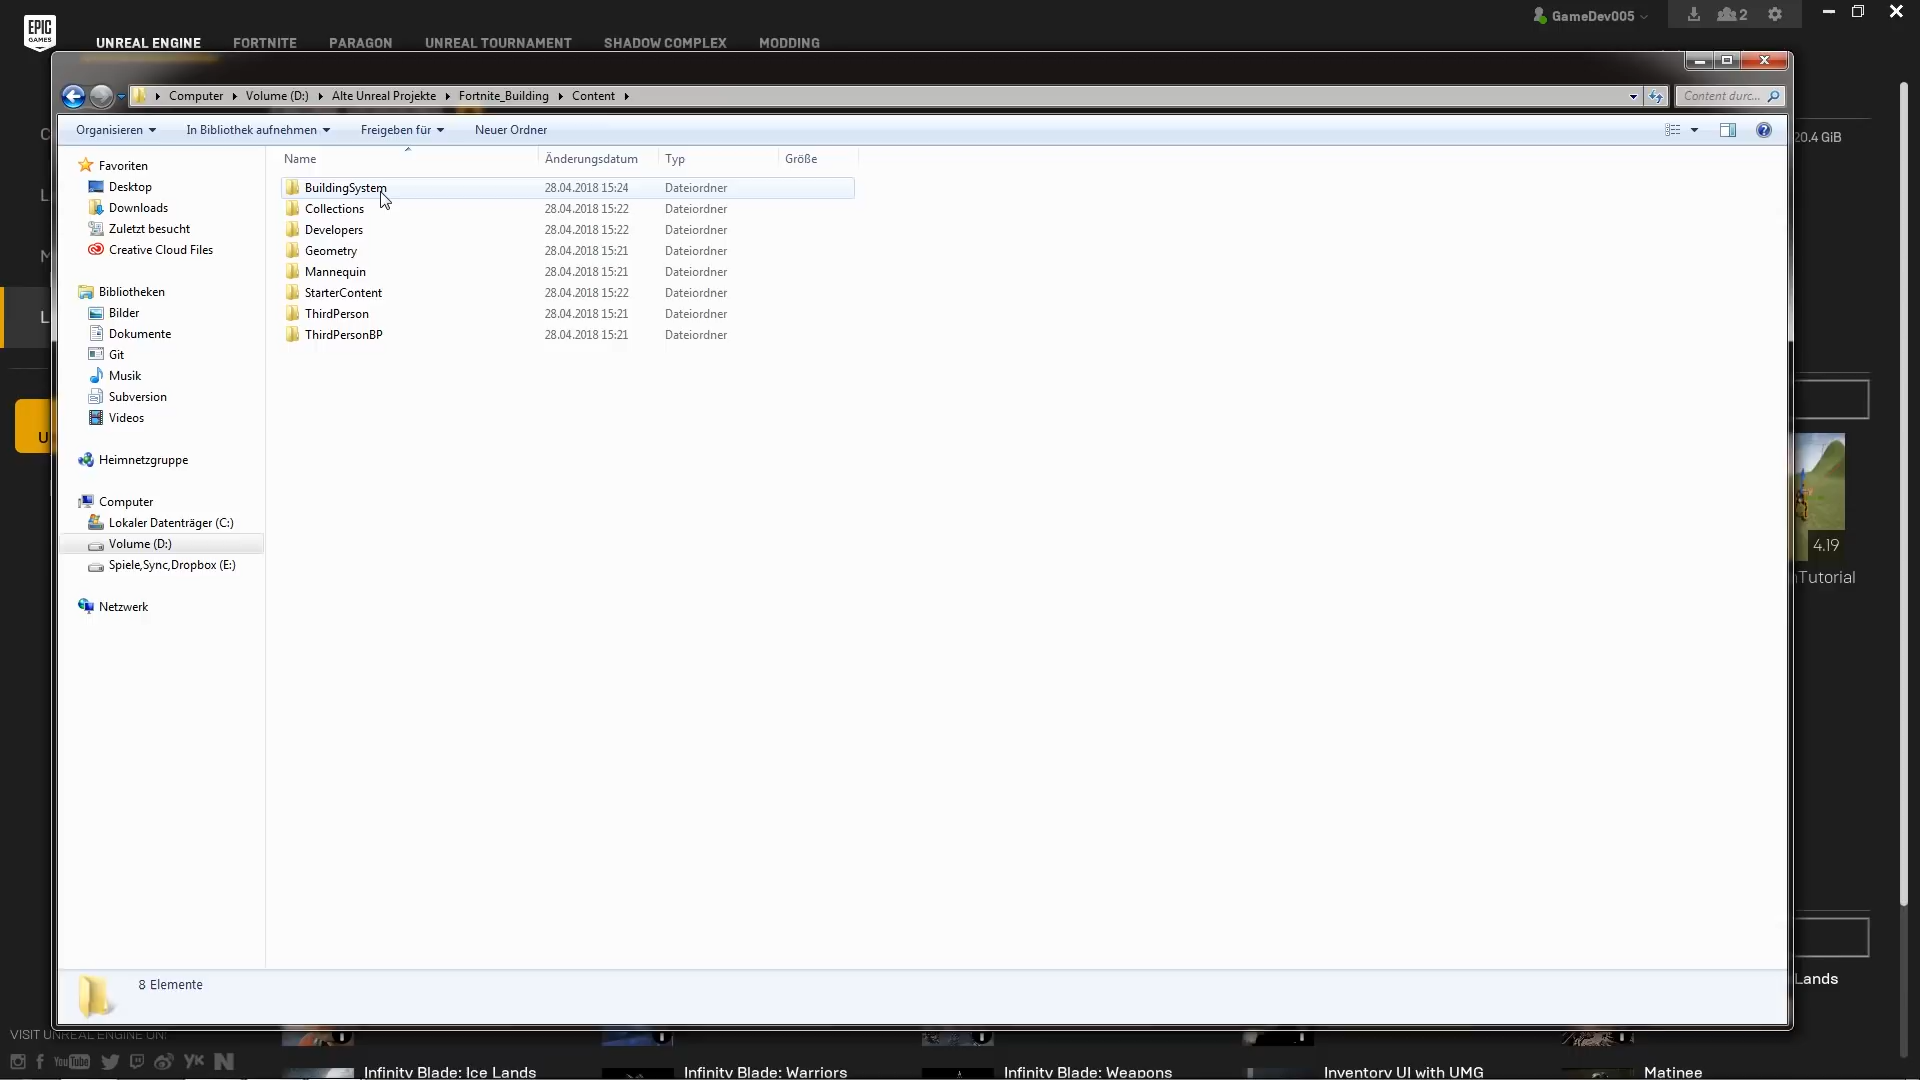 EPIC
GAMES
UNREAL ENGINE
FORTNITE
PARAGON
UNREAL TOURNAMENT
SHADOW COMPLEX
MODDING
GameDev005
2
Computer
Volume (D:)
Alte Unreal Projekte
Fortnite_Building
Content
Content durc...
Organisieren
In Bibliothek aufnehmen
Freigeben für
Neuer Ordner
20.4 GiB
Name
Änderungsdatum
Typ
Größe
BuildingSystem 28.04.2018 15:24 Dateiordner
Collections 28.04.2018 15:22 Dateiordner
Developers 28.04.2018 15:22 Dateiordner
Geometry 28.04.2018 15:21 Dateiordner
Mannequin 28.04.2018 15:21 Dateiordner
StarterContent 28.04.2018 15:22 Dateiordner
ThirdPerson 28.04.2018 15:21 Dateiordner
ThirdPersonBP 28.04.2018 15:21 Dateiordner
Favoriten
Desktop
Downloads
Zuletzt besucht
Creative Cloud Files
Bibliotheken
Bilder
Dokumente
Git
Musik
Subversion
Videos
Heimnetzgruppe
Computer
Lokaler Datenträger (C:)
Volume (D:)
Spiele,Sync,Dropbox (E:)
Netzwerk
L
U
4.19
nTutorial
8 Elemente
Lands
VISIT UNREAL ENGINE ON:
YouTube
Infinity Blade: Ice Lands
Infinity Blade: Warriors
Infinity Blade: Weapons
Inventory UI with UMG
Matinee